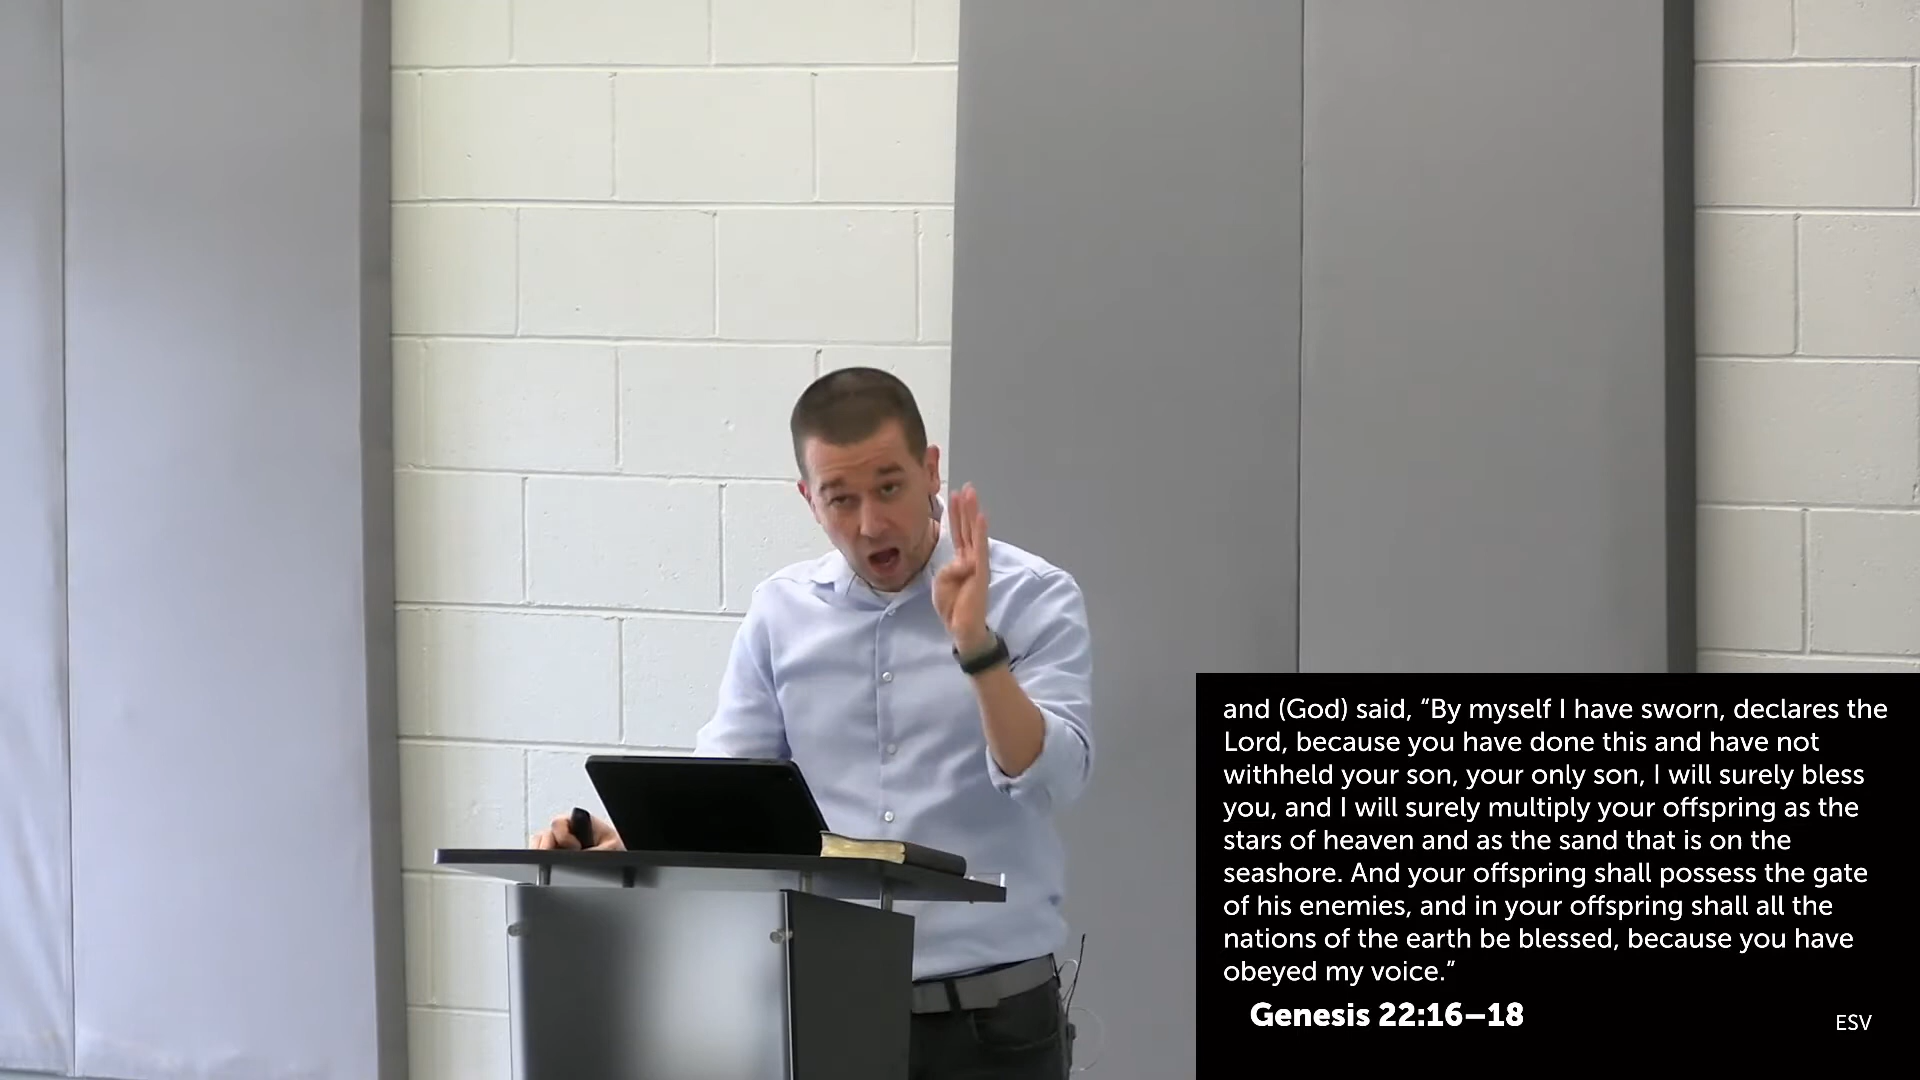 and (God) said, “By myself I have sworn, declares the
Lord, because you have done this and have not
withheld your son, your only son, I will surely bless
you, and I will surely multiply your offspring as the
stars of heaven and as the sand that is on the
seashore. And your offspring shall possess the gate
of his enemies, and in your offspring shall all the
nations of the earth be blessed, because you have
obeyed my voice.”
Genesis 22:16–18
ESV